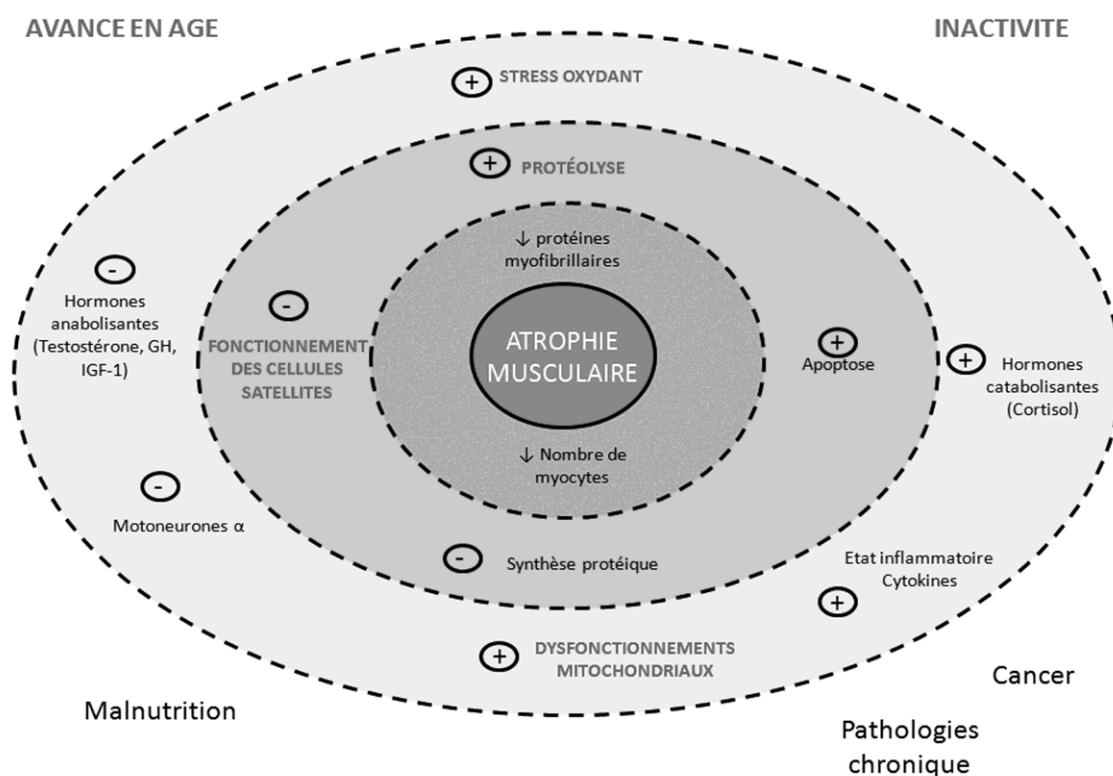 AVANCE EN AGE
INACTIVITE
+
STRESS OXYDANT
+
PROTÉOLYSE
↓ protéines
myofibrillaires
-
Hormones
anabolisantes
(Testostérone, GH,
IGF-1)
-
FONCTIONNEMENT
DES CELLULES
SATELLITES
ATROPHIE
MUSCULAIRE
+
Apoptose
+
Hormones
catabolisantes
(Cortisol)
↓ Nombre de
myocytes
-
Motoneurones α
-
Synthèse protéique
Etat inflammatoire
Cytokines
+
+
DYSFONCTIONNEMENTS
MITOCHONDRIAUX
Malnutrition
Cancer
Pathologies
chronique